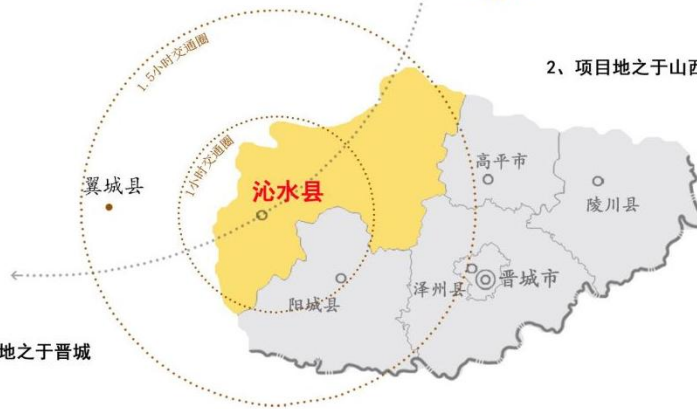 1.5小时交通圈
2、项目地之于山西
1小时交通圈
高平市
翼城县
沁水县
陵川县
泽州县
晋城市
阳城县
地之于晋城